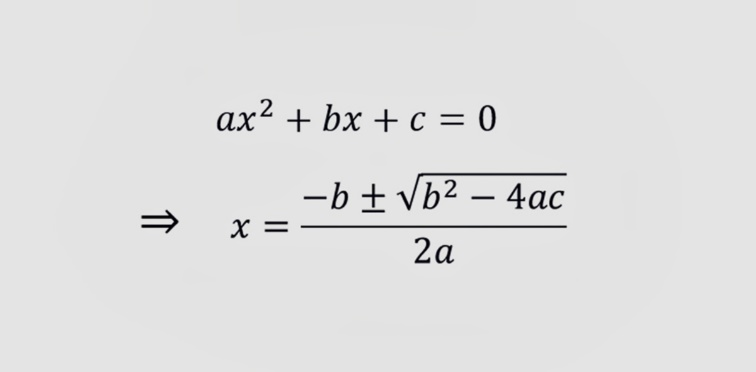 ax² + bx + c = 0
⇒ x = (-b ± √(b² − 4ac)) / 2a